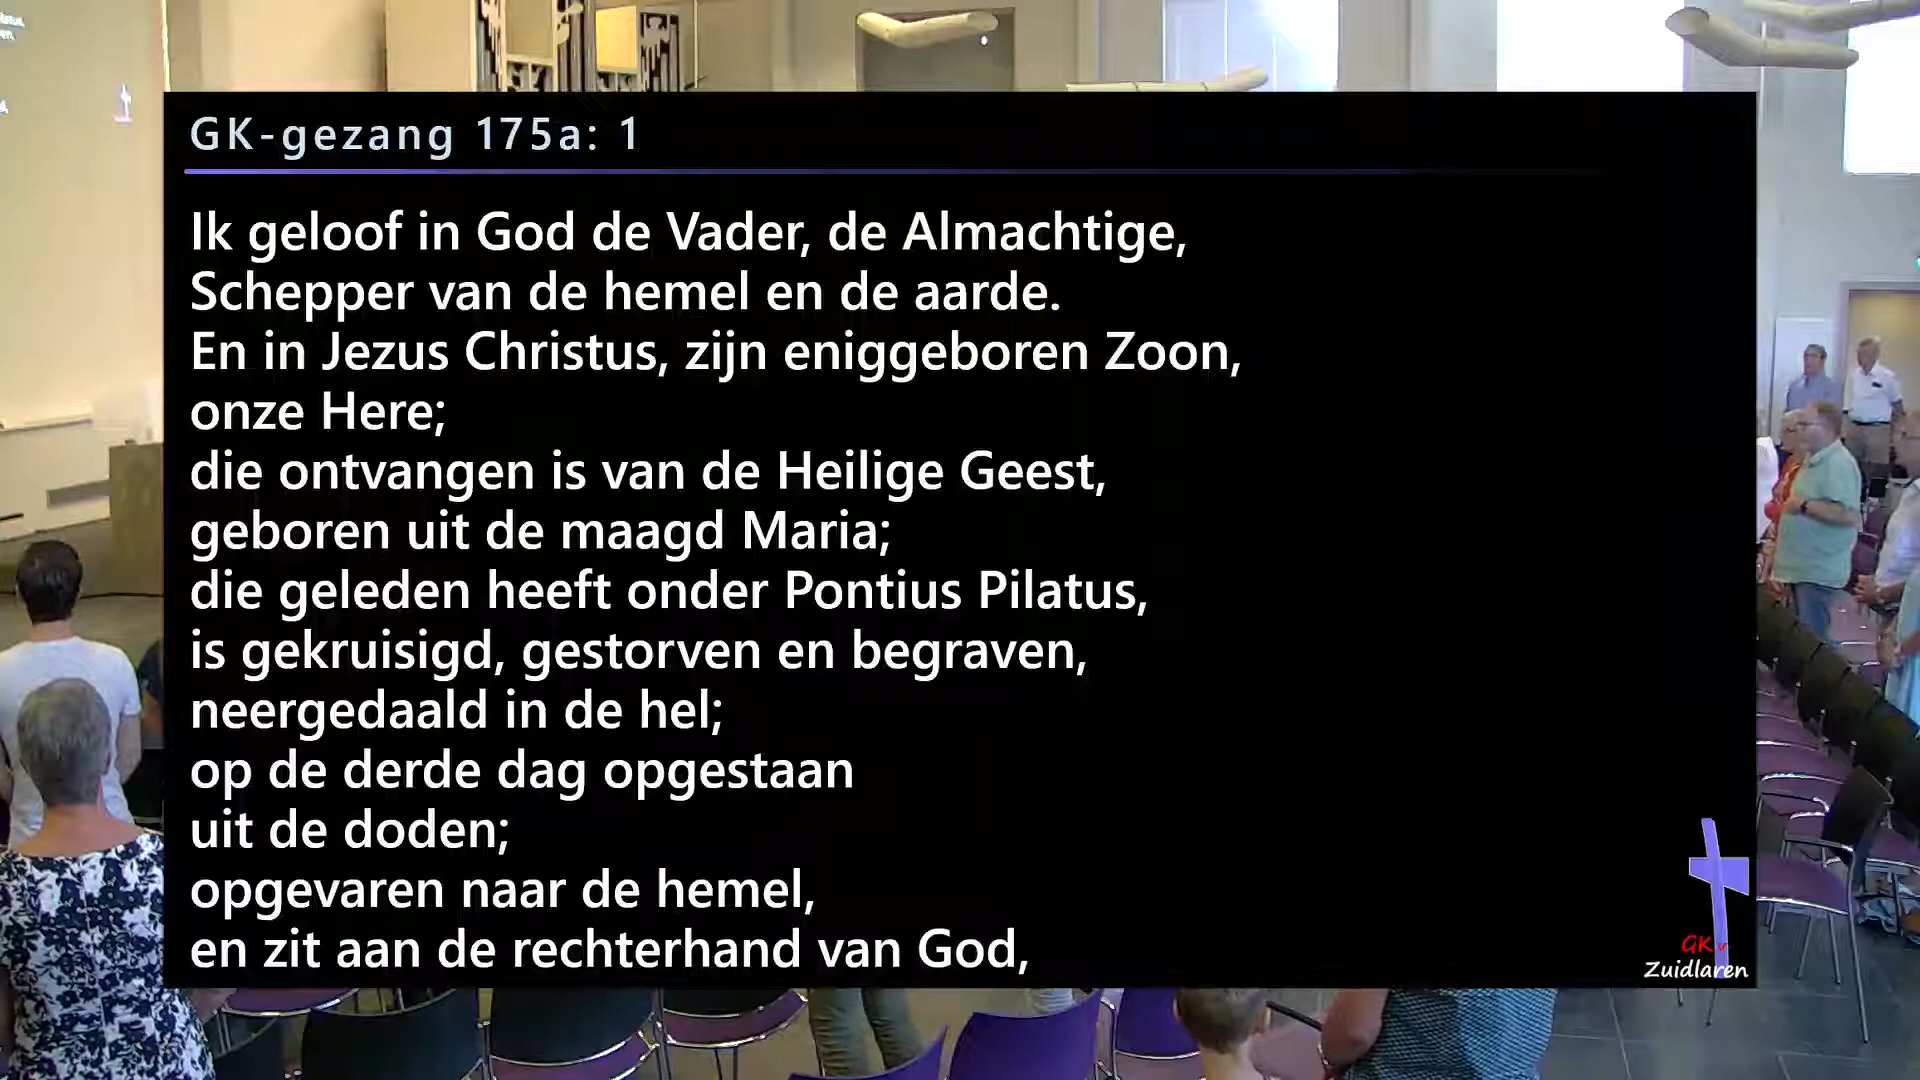 GK-gezang 175a: 1
Ik geloof in God de Vader, de Almachtige,
Schepper van de hemel en de aarde.
En in Jezus Christus, zijn eniggeboren Zoon,
onze Here;
die ontvangen is van de Heilige Geest,
geboren uit de maagd Maria;
die geleden heeft onder Pontius Pilatus,
is gekruisigd, gestorven en begraven,
neergedaald in de hel;
op de derde dag opgestaan
uit de doden;
opgevaren naar de hemel,
en zit aan de rechterhand van God,
GKv
Zuidlaren